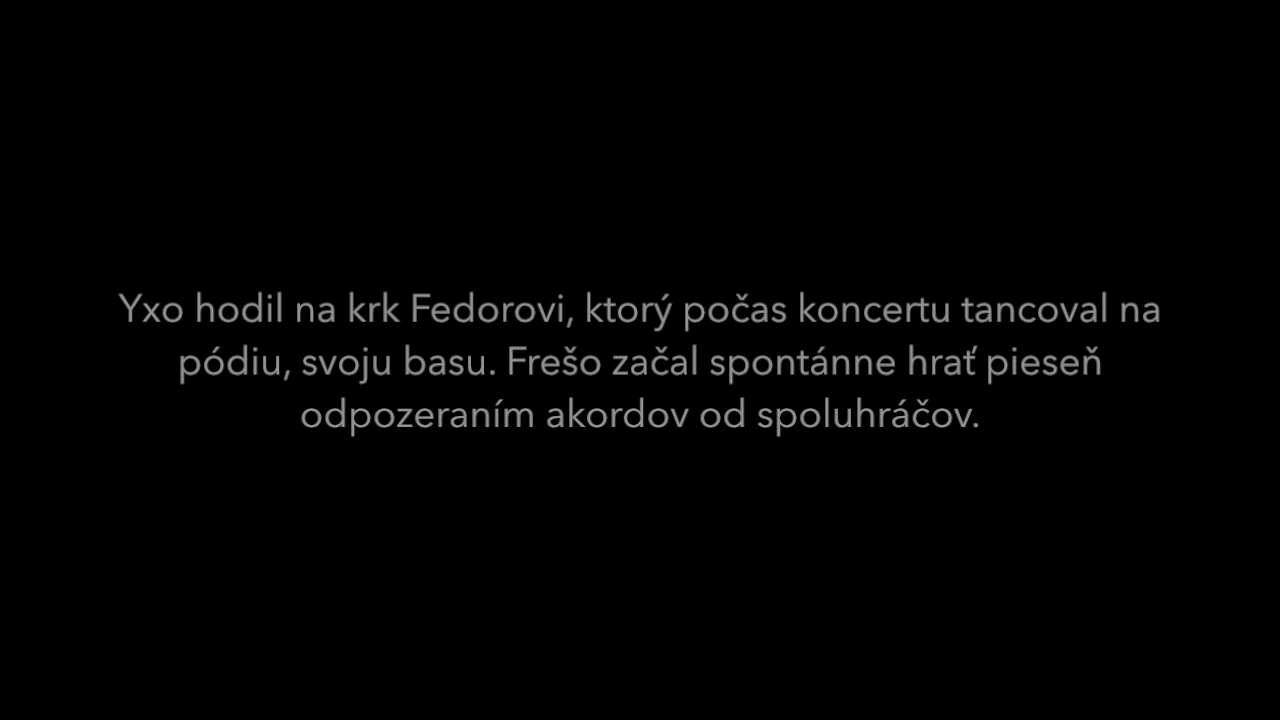 Yxo hodil na krk Fedorovi, ktorý počas koncertu tancoval na
pódiu, svoju basu. Frešo začal spontánne hrať pieseň
odpozeraním akordov od spoluhráčov.